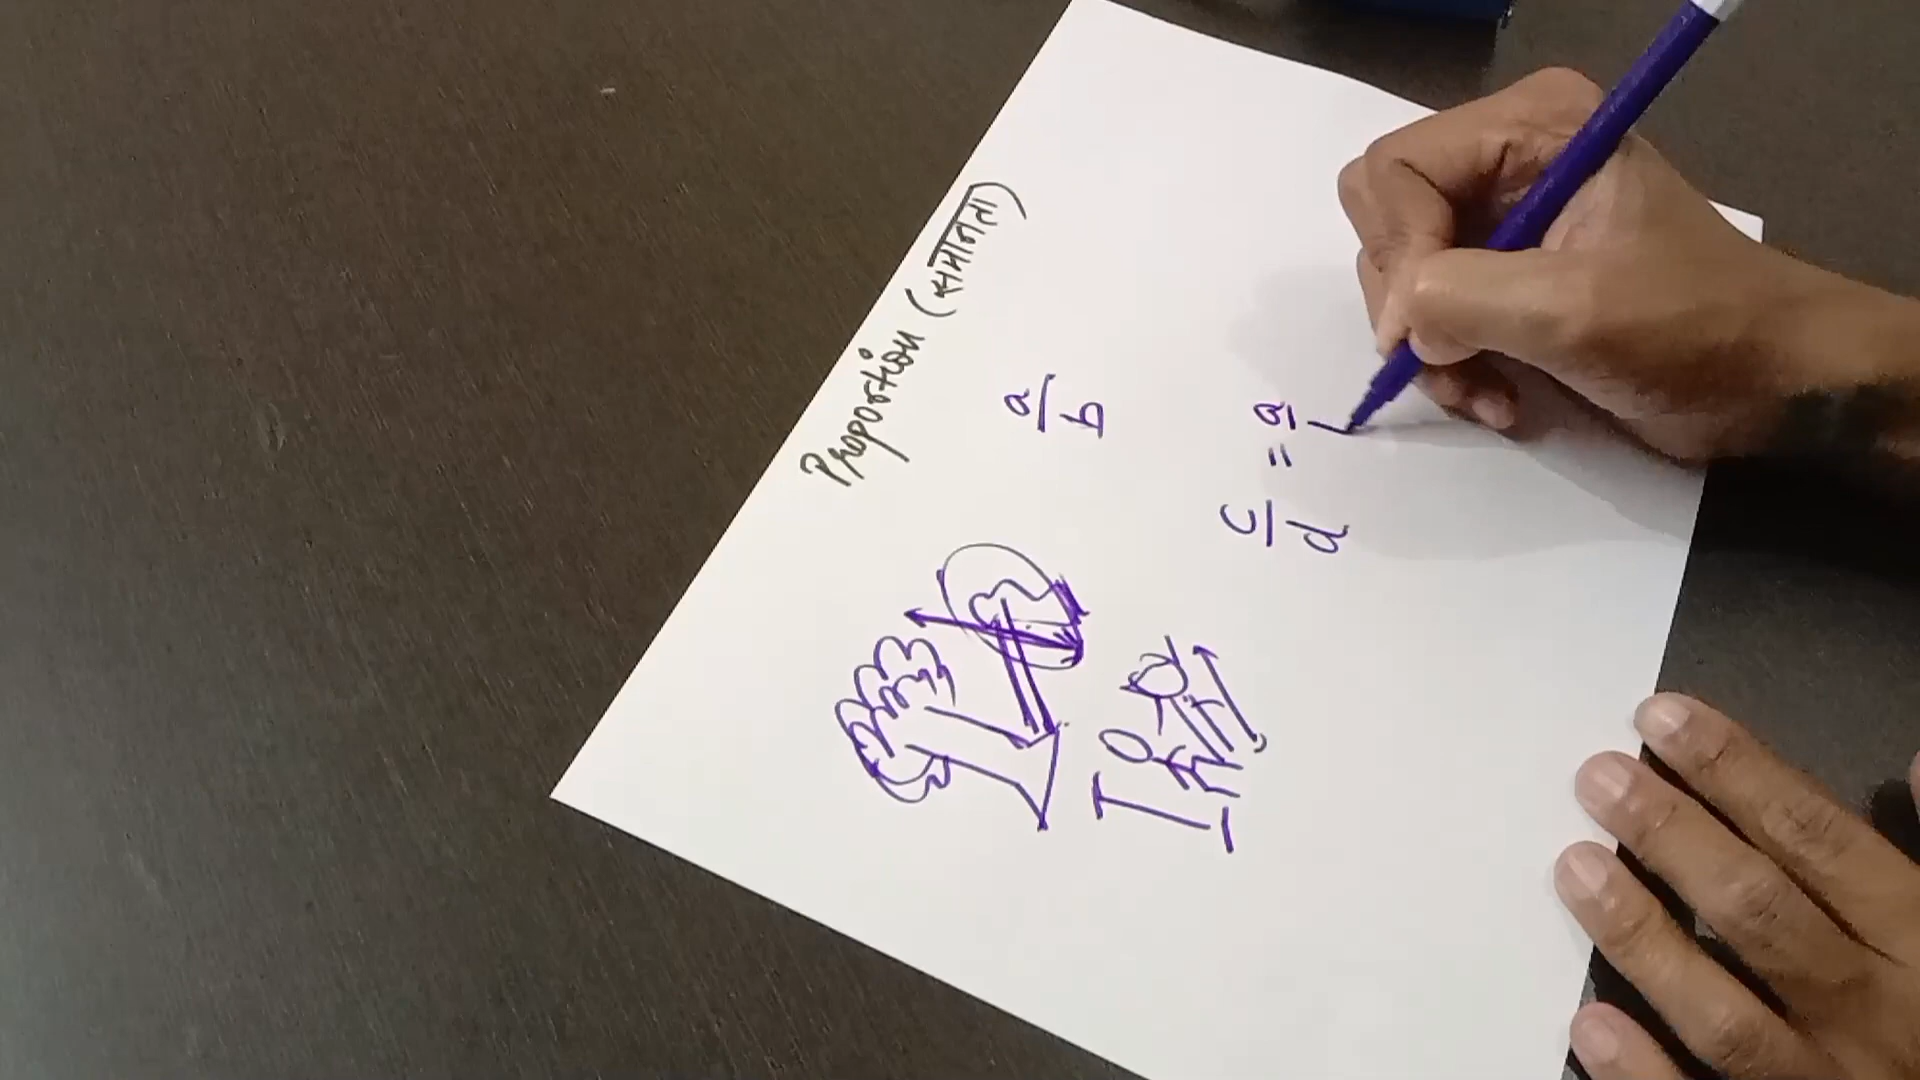 Proportion (समानता)
a/b
c/d = a/